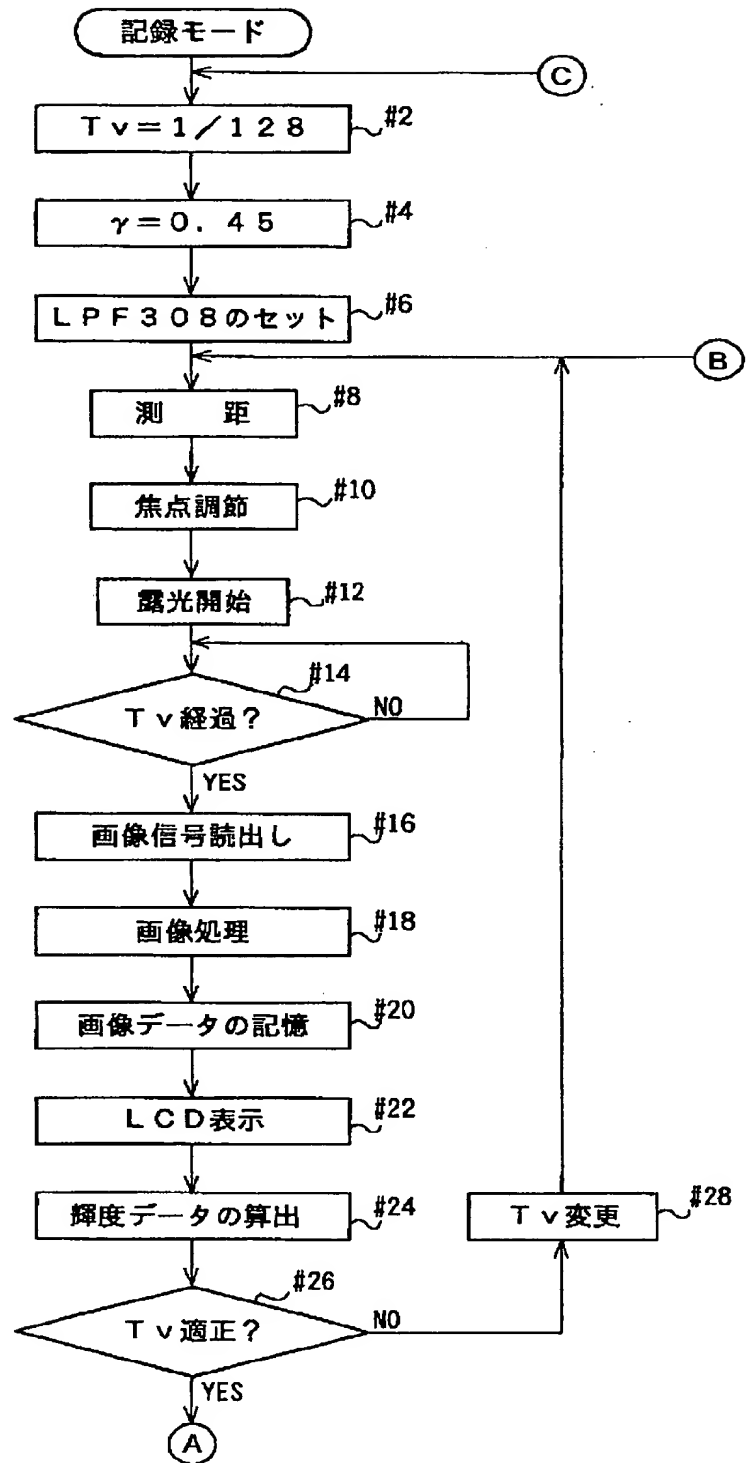 記録モード
C
Ｔｖ＝１／１２８
#2
γ＝０．４５
#4
ＬＰＦ３０８のセット
#6
B
測　　距
#8
焦点調節
#10
露光開始
#12
#14
Ｔｖ経過？
NO
YES
画像信号読出し
#16
画像処理
#18
画像データの記憶
#20
ＬＣＤ表示
#22
輝度データの算出
#24
Ｔｖ変更
#28
#26
Ｔｖ適正？
NO
YES
A